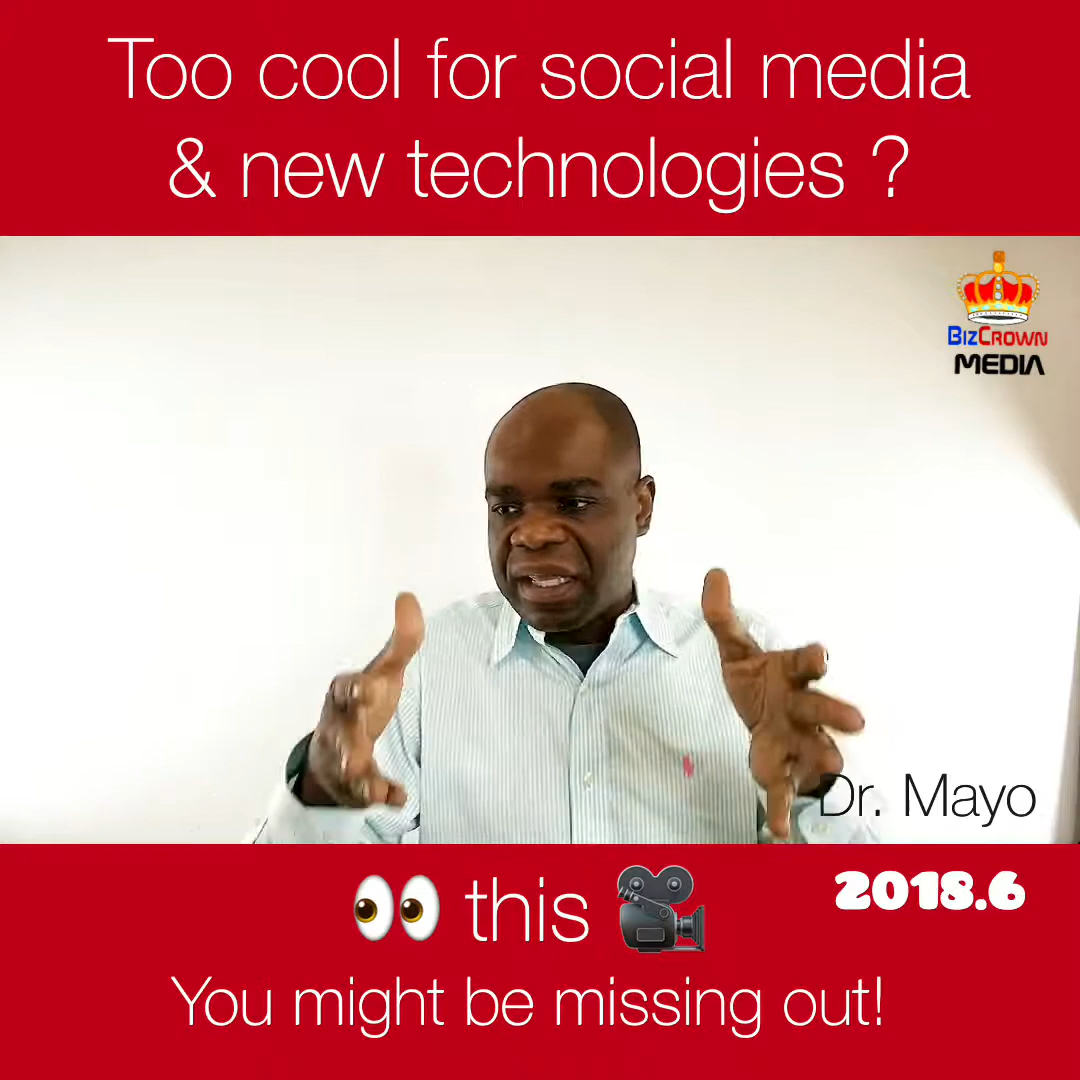 Too cool for social media
& new technologies ?
BIZCROWN
MEDIA
Dr. Mayo
👀 this 🎥
2018.6
You might be missing out!